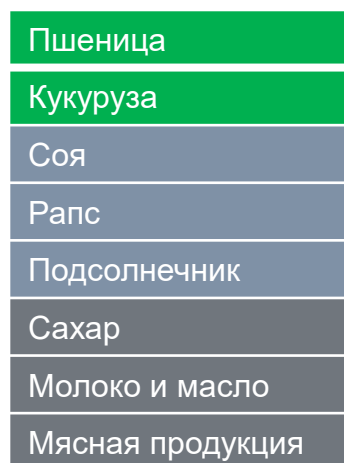 Пшеница
Кукуруза
Соя
Рапс
Подсолнечник
Сахар
Молоко и масло
Мясная продукция